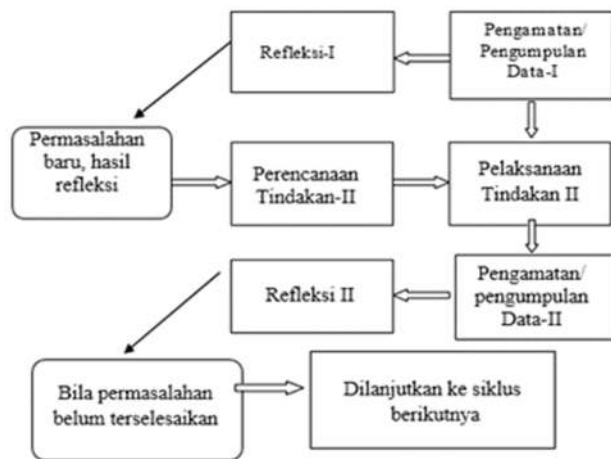 Refleksi-I
Pengamatan/
Pengumpulan
Data-I
Permasalahan
baru, hasil
refleksi
Perencanaan
Tindakan-II
Pelaksanaan
Tindakan II
Refleksi II
Pengamatan/
pengumpulan
Data-II
Bila permasalahan
belum terselesaikan
Dilanjutkan ke siklus
berikutnya